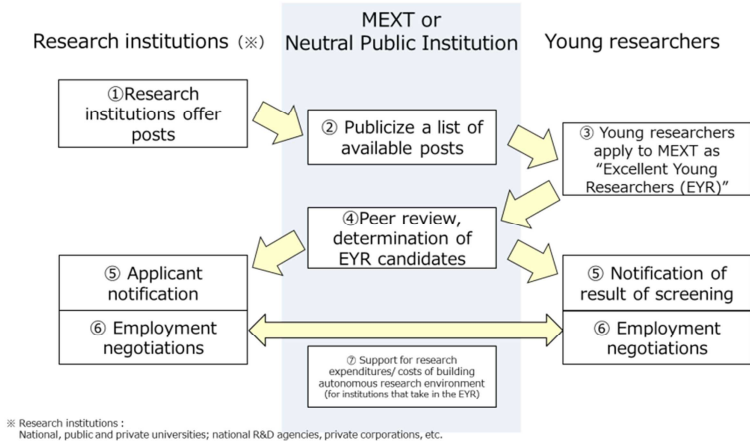 Research institutions (※)
MEXT or
Neutral Public Institution
Young researchers
①Research
institutions offer
posts
② Publicize a list of
available posts
③ Young researchers
apply to MEXT as
“Excellent Young
Researchers (EYR)”
④Peer review,
determination of
EYR candidates
⑤ Applicant
notification
⑤ Notification of
result of screening
⑥ Employment
negotiations
⑥ Employment
negotiations
⑦ Support for research
expenditures/ costs of building
autonomous research environment
(for institutions that take in the EYR)
※ Research institutions :
National, public and private universities; national R&D agencies, private corporations, etc.